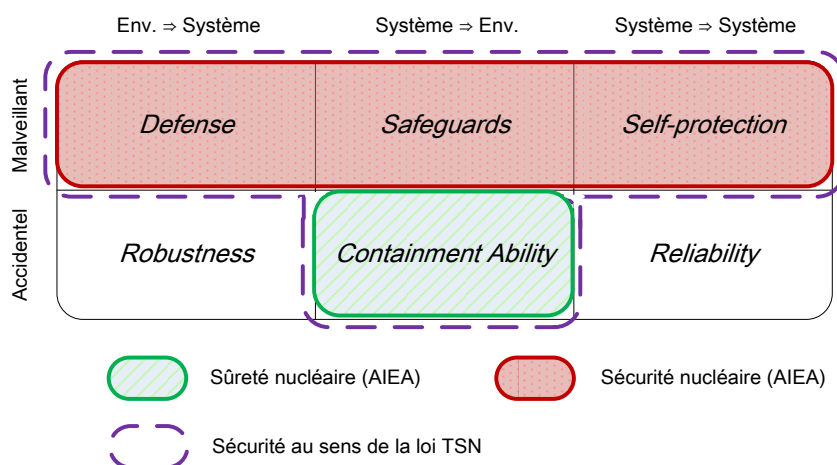 Env. ⇒ Système
Système ⇒ Env.
Système ⇒ Système
Malveillant
Defense
Safeguards
Self-protection
Accidentel
Robustness
Containment Ability
Reliability
Sûreté nucléaire (AIEA)
Sécurité nucléaire (AIEA)
Sécurité au sens de la loi TSN